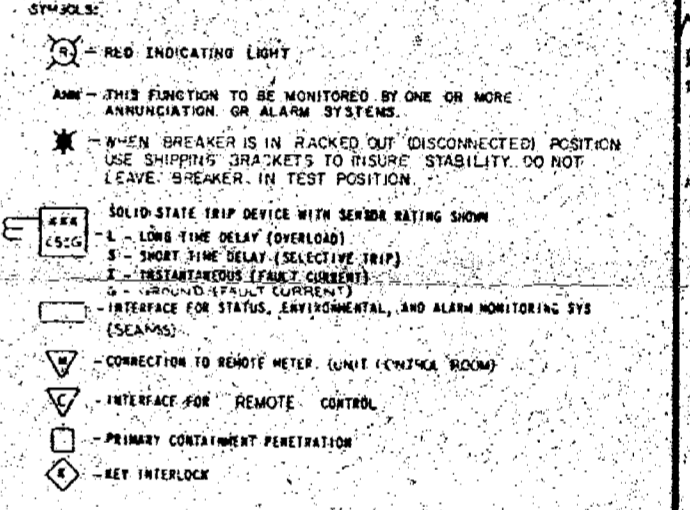 SYMBOLS:
R - RED INDICATING LIGHT
ANN - THIS FUNCTION TO BE MONITORED BY ONE OR MORE
ANNUNCIATION OR ALARM SYSTEMS.
- WHEN BREAKER IS IN RACKED OUT (DISCONNECTED) POSITION
USE SHIPPING BRACKETS TO INSURE STABILITY. DO NOT
LEAVE BREAKER IN TEST POSITION.
SOLID STATE TRIP DEVICE WITH SENSOR RATING SHOWN
L - LONG TIME DELAY (OVERLOAD)
S - SHORT TIME DELAY (SELECTIVE TRIP)
I - INSTANTANEOUS (FAULT CURRENT)
G - GROUND (FAULT CURRENT)
- INTERFACE FOR STATUS, ENVIRONMENTAL, AND ALARM MONITORING SYS
(SEAMS)
M - CONNECTION TO REMOTE METER. (UNIT CONTROL ROOM)
C - INTERFACE FOR REMOTE CONTROL
- PRIMARY CONTAINMENT PENETRATION
K - KEY INTERLOCK